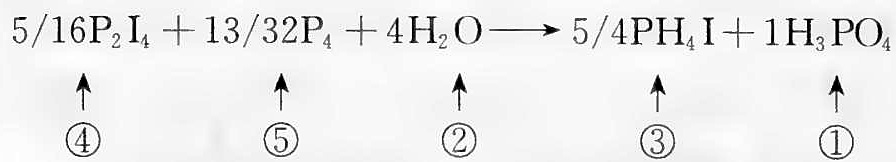 5/16P₂I₄ + 13/32P₄ + 4H₂O ⟶ 5/4PH₄I + 1H₃PO₄
↑ ↑ ↑ ↑ ↑
④ ⑤ ② ③ ①